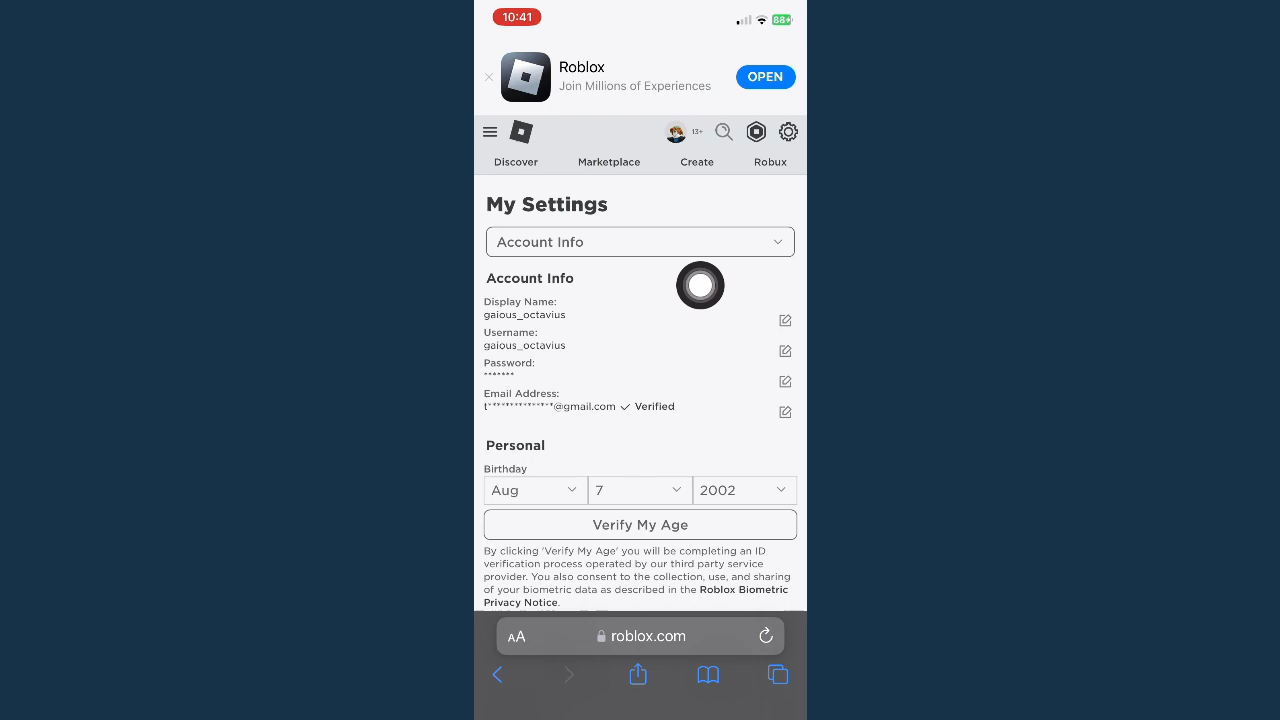 10:41
88
Roblox
Join Millions of Experiences
OPEN
13+
Discover Marketplace Create Robux
My Settings
Account Info
Account Info
Display Name:
gaious_octavius
Username:
gaious_octavius
Password:
*******
Email Address:
t***************@gmail.com ✓ Verified
Personal
Birthday
Aug 7 2002
Verify My Age
By clicking 'Verify My Age' you will be completing an ID
verification process operated by our third party service
provider. You also consent to the collection, use, and sharing
of your biometric data as described in the Roblox Biometric
Privacy Notice.
AA roblox.com